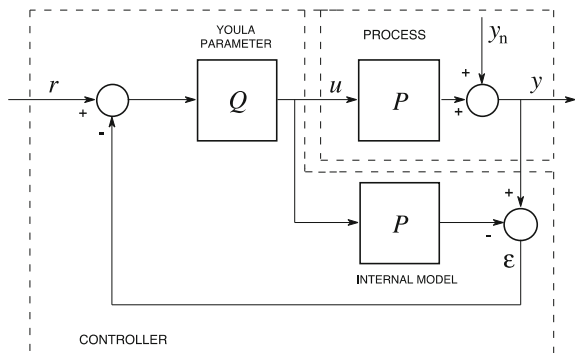 YOULA
PARAMETER
PROCESS
yn
r
+
-
Q
u
P
+
+
y
P
+
-
ε
INTERNAL MODEL
CONTROLLER